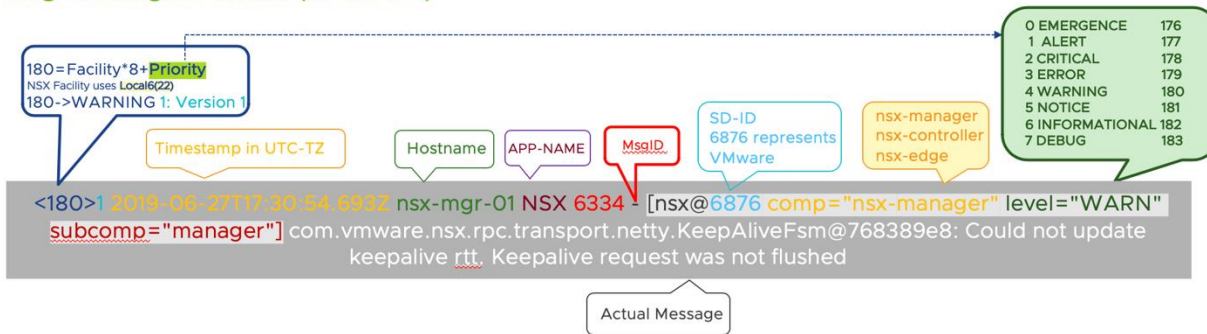 180=Facility*8+Priority
NSX Facility uses Local6(22)
180->WARNING 1: Version 1
0 EMERGENCE 176
1 ALERT 177
2 CRITICAL 178
3 ERROR 179
4 WARNING 180
5 NOTICE 181
6 INFORMATIONAL 182
7 DEBUG 183
Timestamp in UTC-TZ
Hostname
APP-NAME
MsgID
SD-ID
6876 represents
VMware
nsx-manager
nsx-controller
nsx-edge
<180>1 2019-06-27T17:30:54.693Z nsx-mgr-01 NSX 6334 - [nsx@6876 comp="nsx-manager" level="WARN"
subcomp="manager"] com.vmware.nsx.rpc.transport.netty.KeepAliveFsm@768389e8: Could not update
keepalive rtt. Keepalive request was not flushed
Actual Message